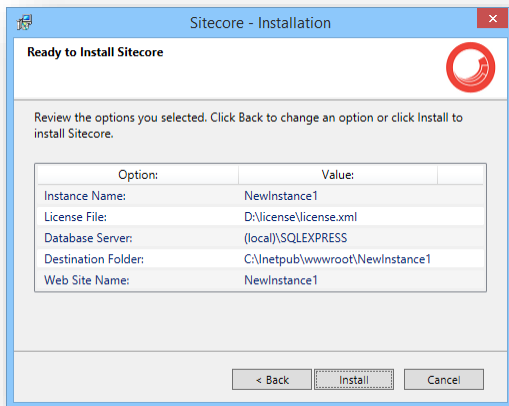 Sitecore - Installation
Ready to Install Sitecore
Review the options you selected. Click Back to change an option or click Install to
install Sitecore.
Option: Value:
Instance Name: NewInstance1
License File: D:\license\license.xml
Database Server: (local)\SQLEXPRESS
Destination Folder: C:\Inetpub\wwwroot\NewInstance1
Web Site Name: NewInstance1
< Back Install Cancel